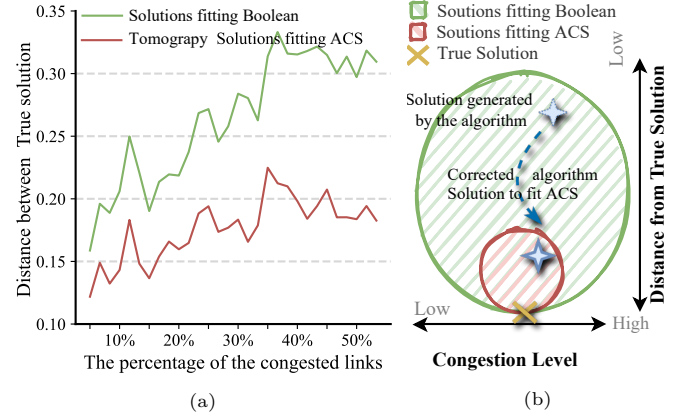 Solutions fitting Boolean
Tomograpy Solutions fitting ACS
Distance between True solution
0.35
0.30
0.25
0.20
0.15
0.10
10%
20%
30%
40%
50%
The percentage of the congested links
(a)
Soutions fitting Boolean
Soutions fitting ACS
True Solution
Low
Solution generated
by the algorithm
Corrected algorithm
Solution to fit ACS
Distance from True Solution
Low
High
Congestion Level
(b)